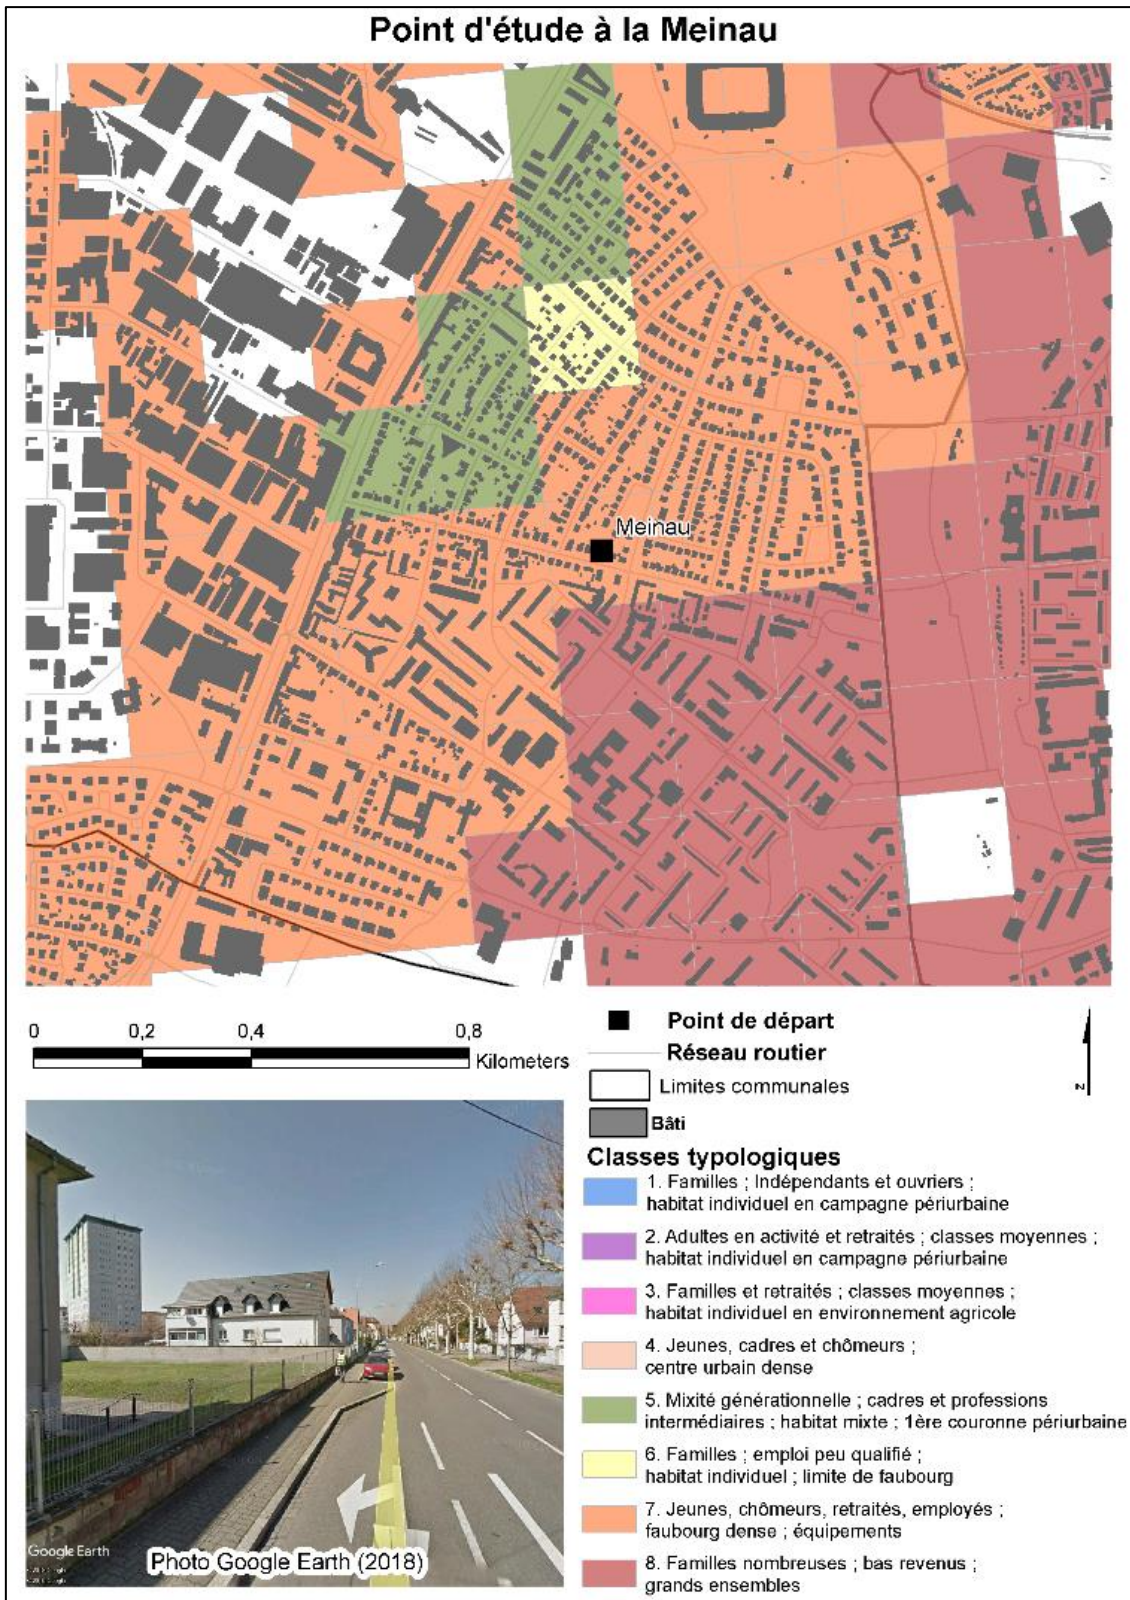 Point d'étude à la Meinau
Meinau
0 0,2 0,4 0,8
Kilometers
Point de départ
Réseau routier
Limites communales
Bâti
N
Classes typologiques
1. Familles ; Indépendants et ouvriers ;
habitat individuel en campagne périurbaine
2. Adultes en activité et retraités ; classes moyennes ;
habitat individuel en campagne périurbaine
3. Familles et retraités ; classes moyennes ;
habitat individuel en environnement agricole
4. Jeunes, cadres et chômeurs ;
centre urbain dense
5. Mixité générationnelle ; cadres et professions
intermédiaires ; habitat mixte ; 1ère couronne périurbaine
6. Familles ; emploi peu qualifié ;
habitat individuel ; limite de faubourg
7. Jeunes, chômeurs, retraités, employés ;
faubourg dense ; équipements
8. Familles nombreuses ; bas revenus ;
grands ensembles
Google Earth
Photo Google Earth (2018)